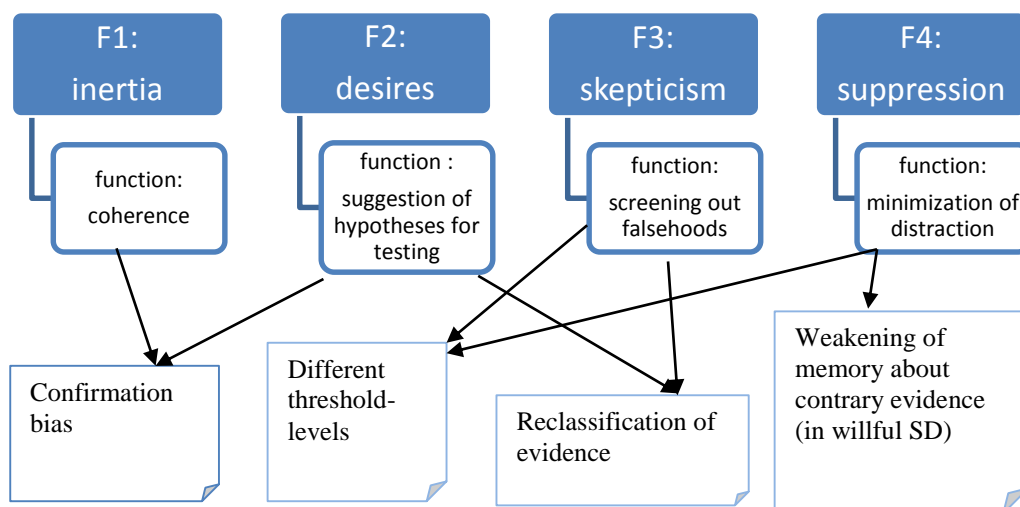 F1:
inertia
function:
coherence
F2:
desires
function :
suggestion of
hypotheses for
testing
F3:
skepticism
function:
screening out
falsehoods
F4:
suppression
function:
minimization of
distraction
Confirmation
bias
Different
threshold-
levels
Reclassification of
evidence
Weakening of
memory about
contrary evidence
(in willful SD)